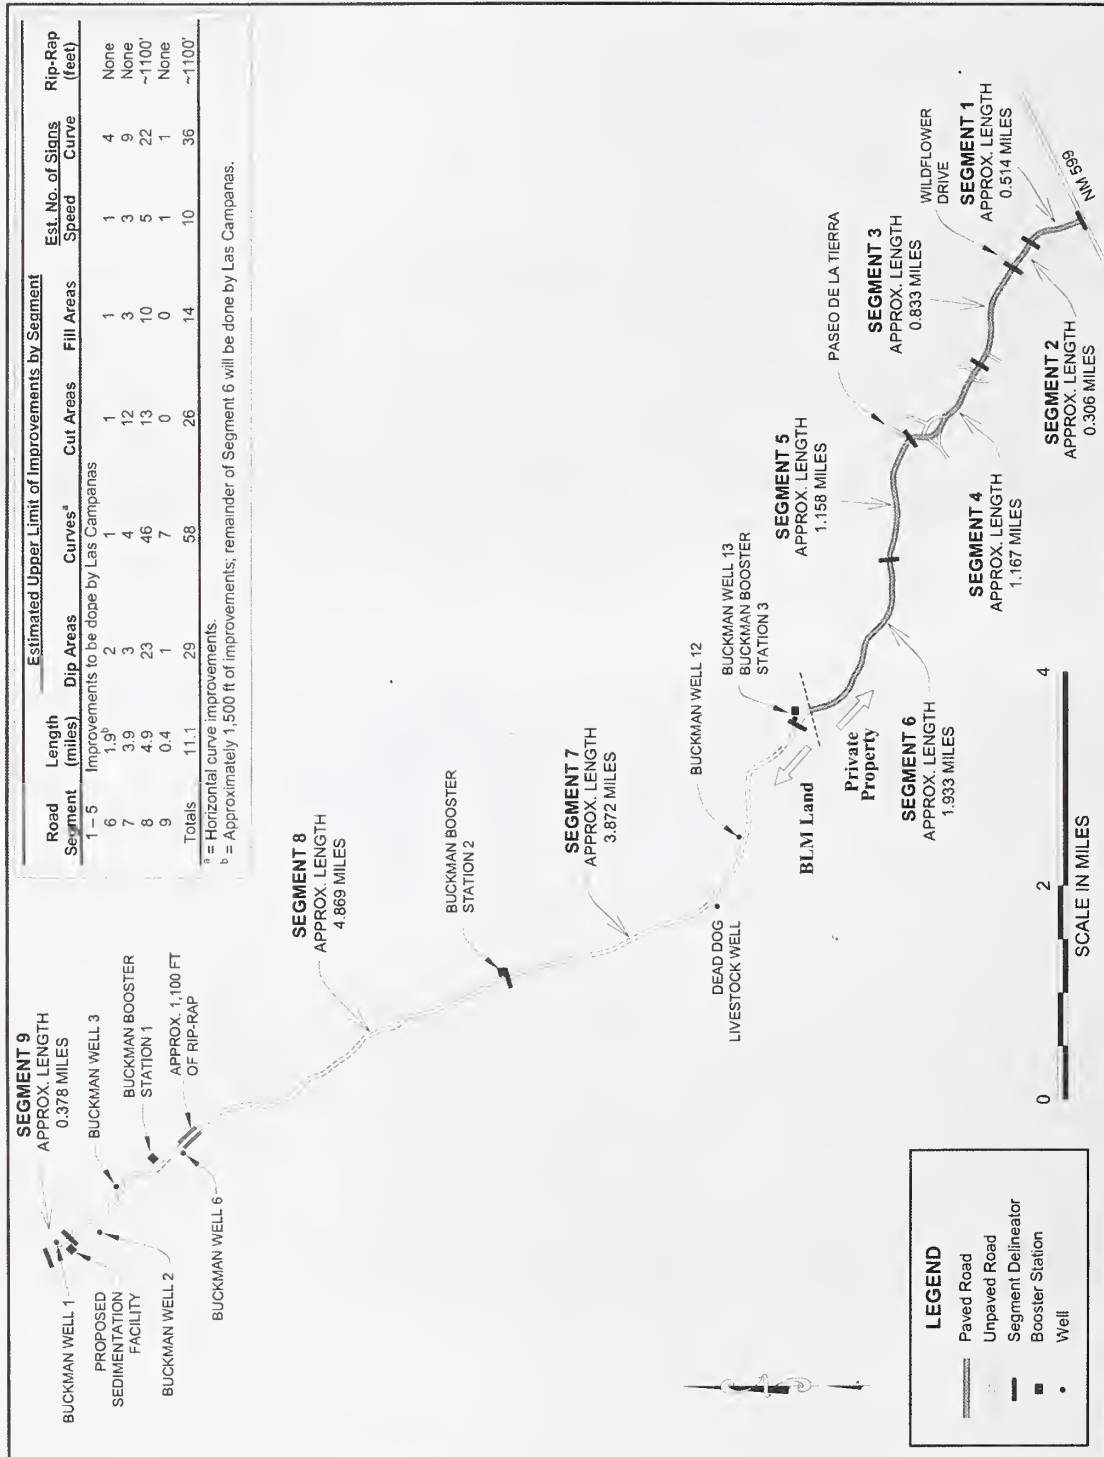 Estimated Upper Limit of Improvements by Segment
Est. No. of Signs
Road Segment Length (miles) Dip Areas Curvesᵃ Cut Areas Fill Areas Speed Curve Rip-Rap (feet)
1 – 5 Improvements to be dope by Las Campanas
6 1.9ᵇ 2 1 1 1 1 4 None
7 3.9 3 4 12 3 3 9 None
8 4.9 23 46 13 10 5 22 ~1100'
9 0.4 1 7 0 0 1 1 None
Totals 11.1 29 58 26 14 10 36 ~1100'
ᵃ = Horizontal curve improvements.
ᵇ = Approximately 1,500 ft of improvements; remainder of Segment 6 will be done by Las Campanas.
SEGMENT 9
APPROX. LENGTH
0.378 MILES
BUCKMAN WELL 3
BUCKMAN BOOSTER
STATION 1
APPROX. 1,100 FT
OF RIP-RAP
BUCKMAN WELL 1
PROPOSED
SEDIMENTATION
FACILITY
BUCKMAN WELL 2
BUCKMAN WELL 6
SEGMENT 8
APPROX. LENGTH
4.869 MILES
BUCKMAN BOOSTER
STATION 2
SEGMENT 7
APPROX. LENGTH
3.872 MILES
DEAD DOG
LIVESTOCK WELL
BUCKMAN WELL 12
BUCKMAN WELL 13
BUCKMAN BOOSTER
STATION 3
BLM Land
Private
Property
SEGMENT 6
APPROX. LENGTH
1.933 MILES
SEGMENT 5
APPROX. LENGTH
1.158 MILES
PASEO DE LA TIERRA
SEGMENT 4
APPROX. LENGTH
1.167 MILES
SEGMENT 3
APPROX. LENGTH
0.833 MILES
WILDFLOWER
DRIVE
SEGMENT 2
APPROX. LENGTH
0.306 MILES
SEGMENT 1
APPROX. LENGTH
0.514 MILES
NM 599
LEGEND
Paved Road
Unpaved Road
Segment Delineator
Booster Station
Well
0 2 4
SCALE IN MILES